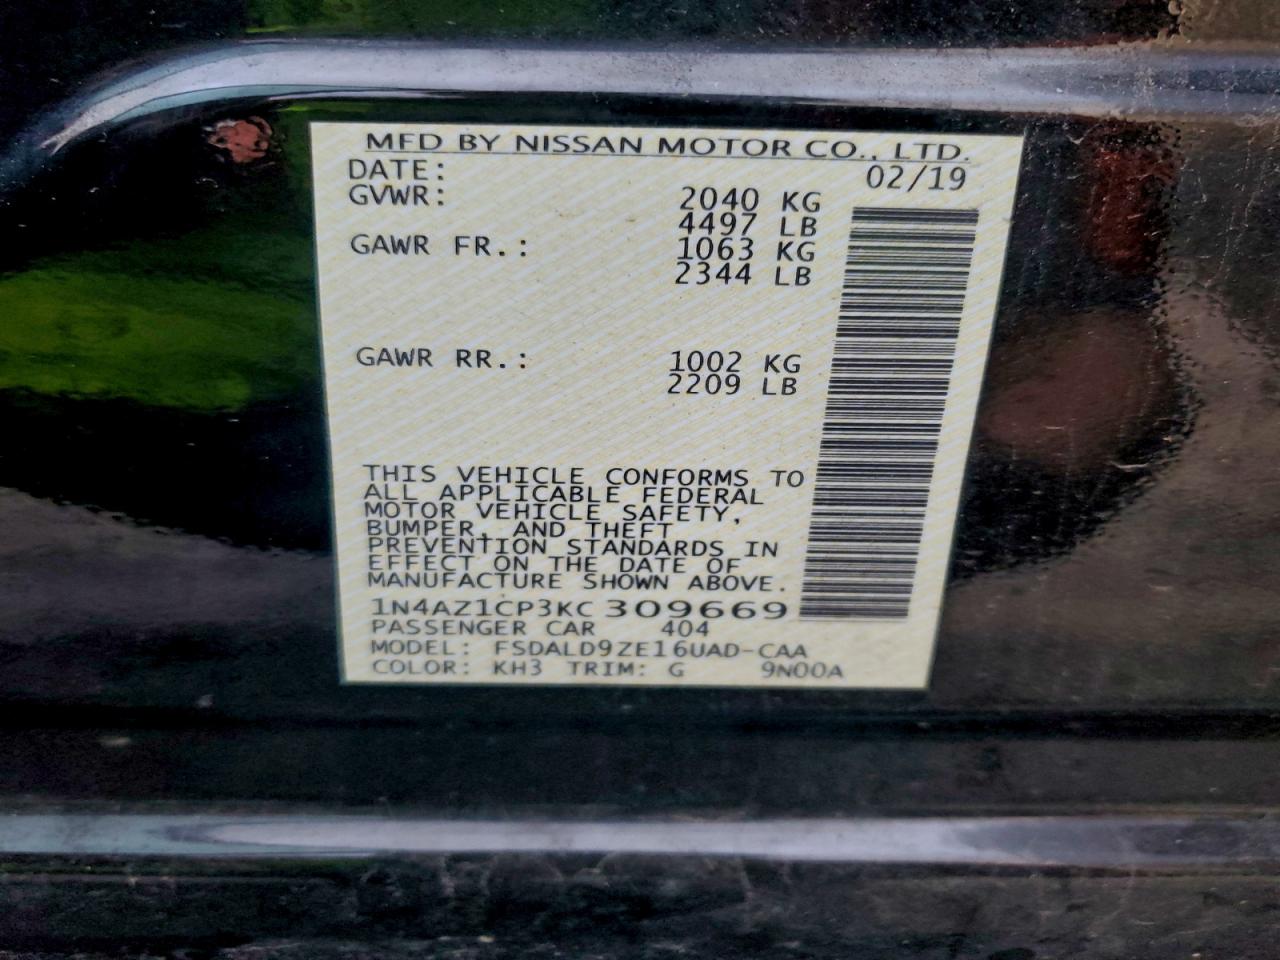 MFD BY NISSAN MOTOR CO., LTD.
DATE: 02/19
GVWR: 2040 KG
4497 LB
GAWR FR.: 1063 KG
2344 LB
GAWR RR.: 1002 KG
2209 LB
THIS VEHICLE CONFORMS TO
ALL APPLICABLE FEDERAL
MOTOR VEHICLE SAFETY,
BUMPER, AND THEFT
PREVENTION STANDARDS IN
EFFECT ON THE DATE OF
MANUFACTURE SHOWN ABOVE.
1N4AZ1CP3KC309669
PASSENGER CAR 404
MODEL: FSDALD9ZE16UAD-CAA
COLOR: KH3 TRIM: G 9N00A